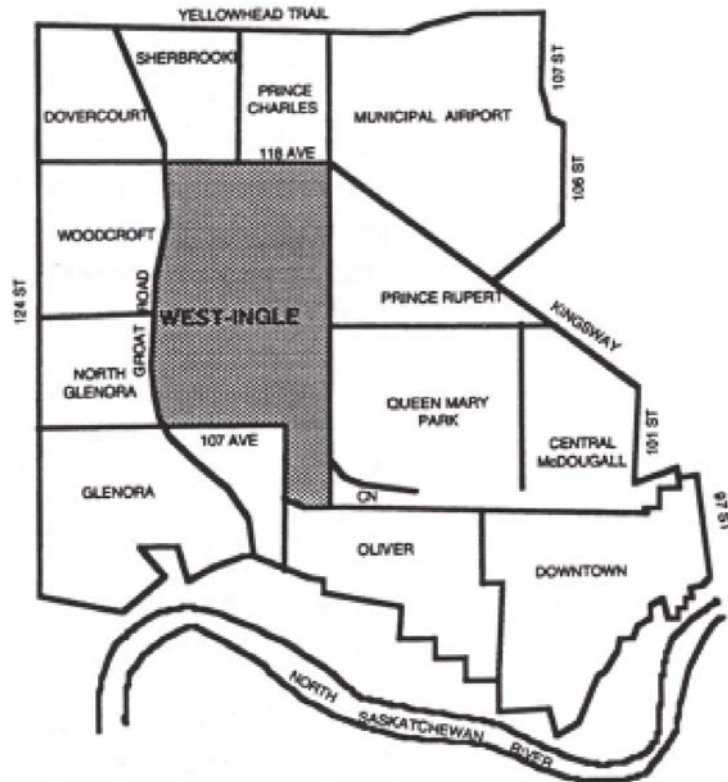 YELLOWHEAD TRAIL
SHERBROOKE
PRINCE
CHARLES
DOVERCOURT
MUNICIPAL AIRPORT
107 ST
118 AVE
106 ST
WOODCROFT
124 ST
GROAT ROAD
PRINCE RUPERT
WEST-INGLE
KINGSWAY
NORTH
GLENORA
QUEEN MARY
PARK
107 AVE
CENTRAL
McDOUGALL
101 ST
GLENORA
CN
97 ST
OLIVER
DOWNTOWN
NORTH SASKATCHEWAN RIVER